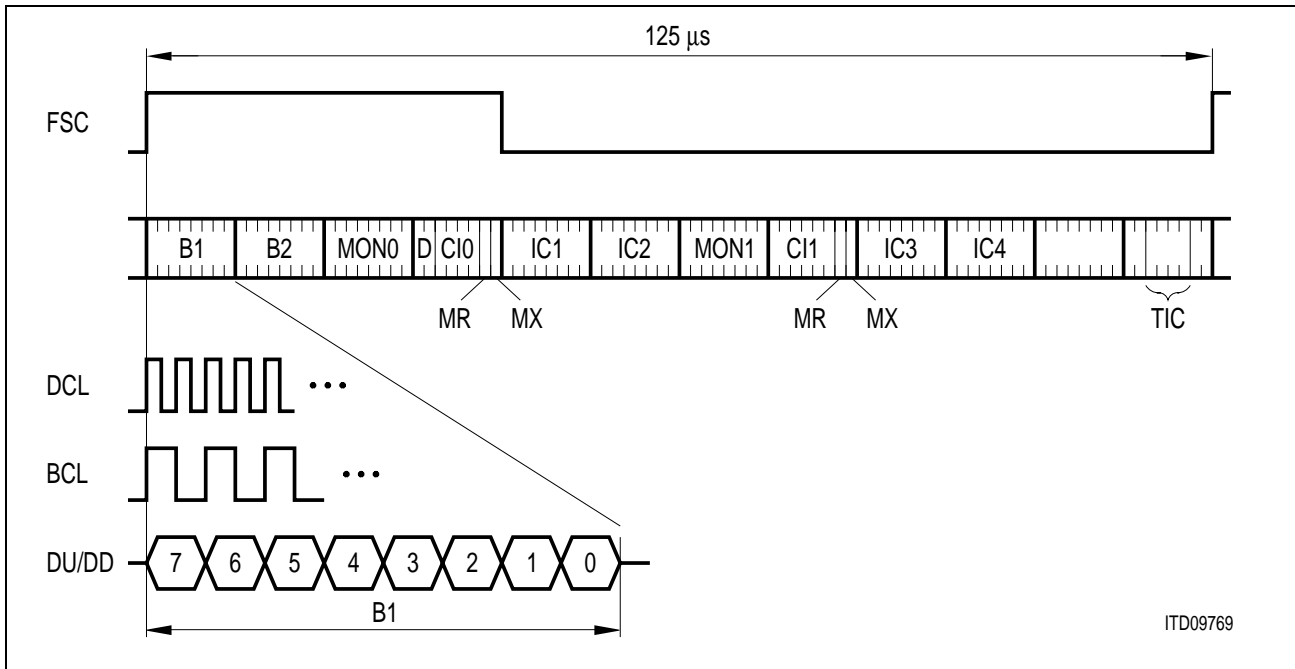 125 µs
FSC
B1 B2 MON0 D CI0 IC1 IC2 MON1 CI1 IC3 IC4
MR MX MR MX TIC
DCL
BCL
DU/DD 7 6 5 4 3 2 1 0
B1
ITD09769